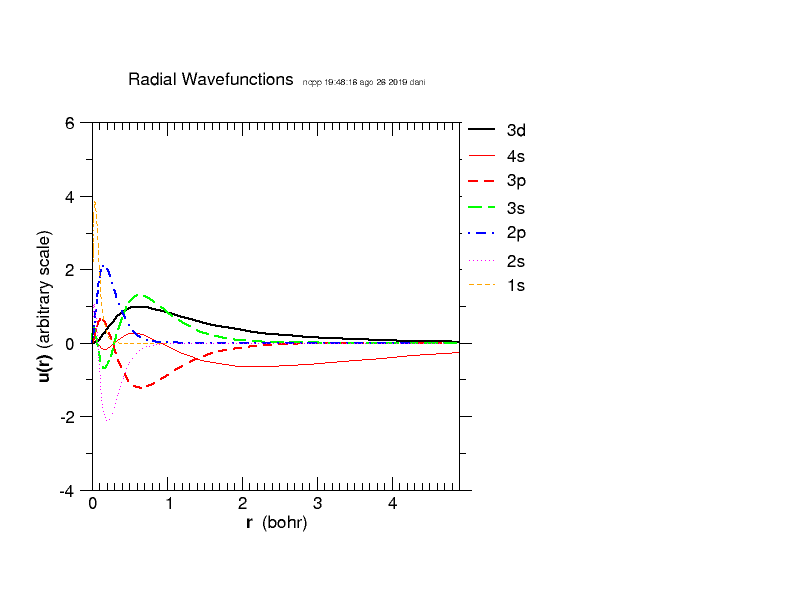 Radial Wavefunctions ncpp 19:48:16 ago 26 2019 dani
6
4
2
0
-2
-4
u(r) (arbitrary scale)
0 1 2 3 4
r (bohr)
3d
4s
3p
3s
2p
2s
1s